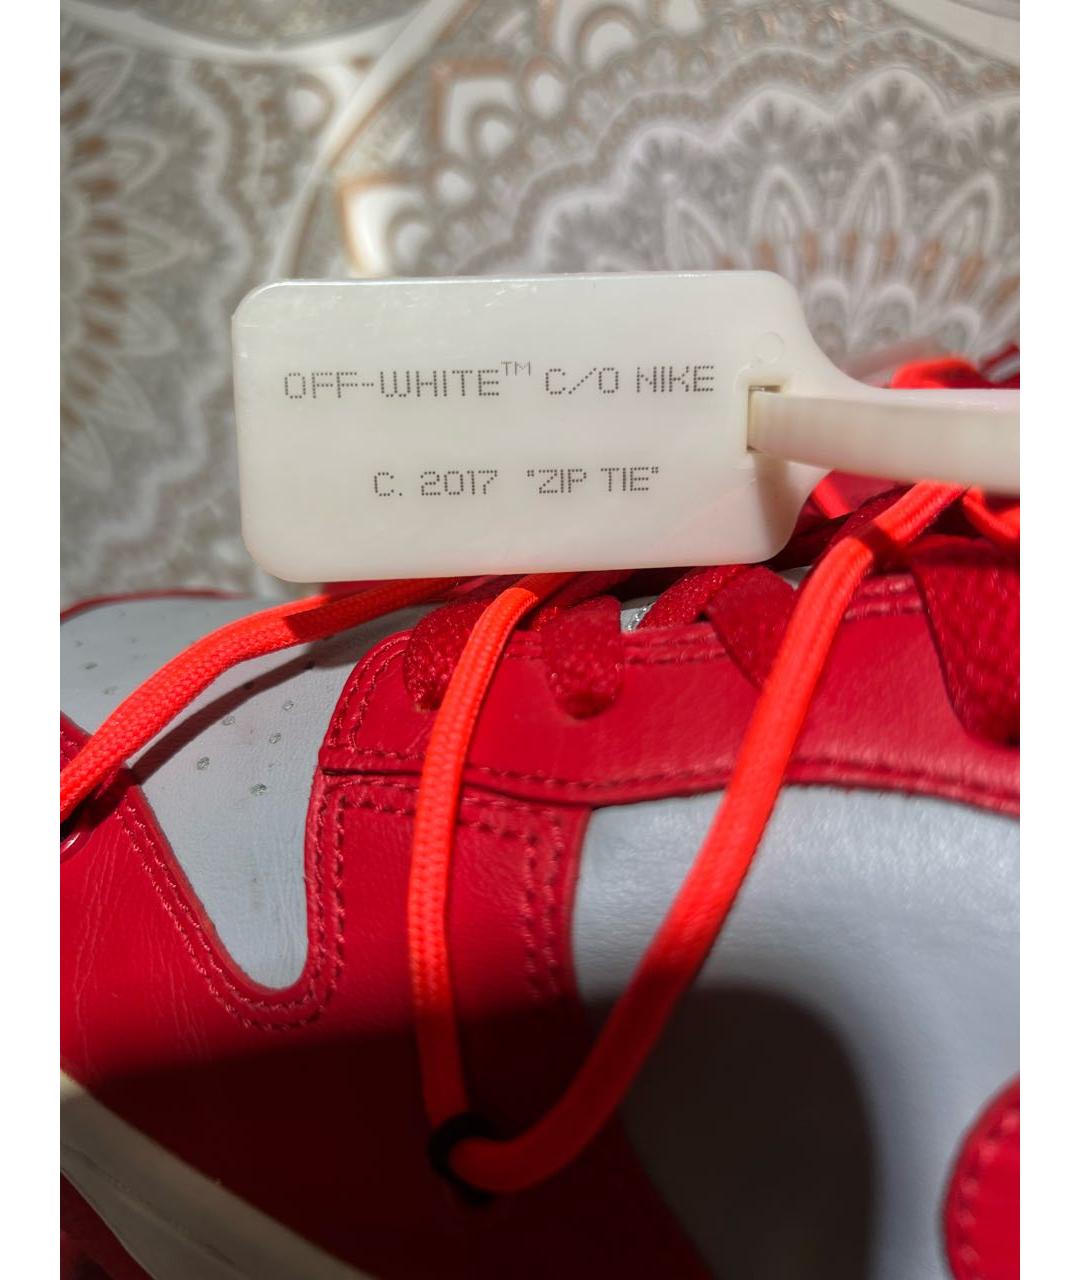 OFF-WHITE™ C/O NIKE
C. 2017 "ZIP TIE"